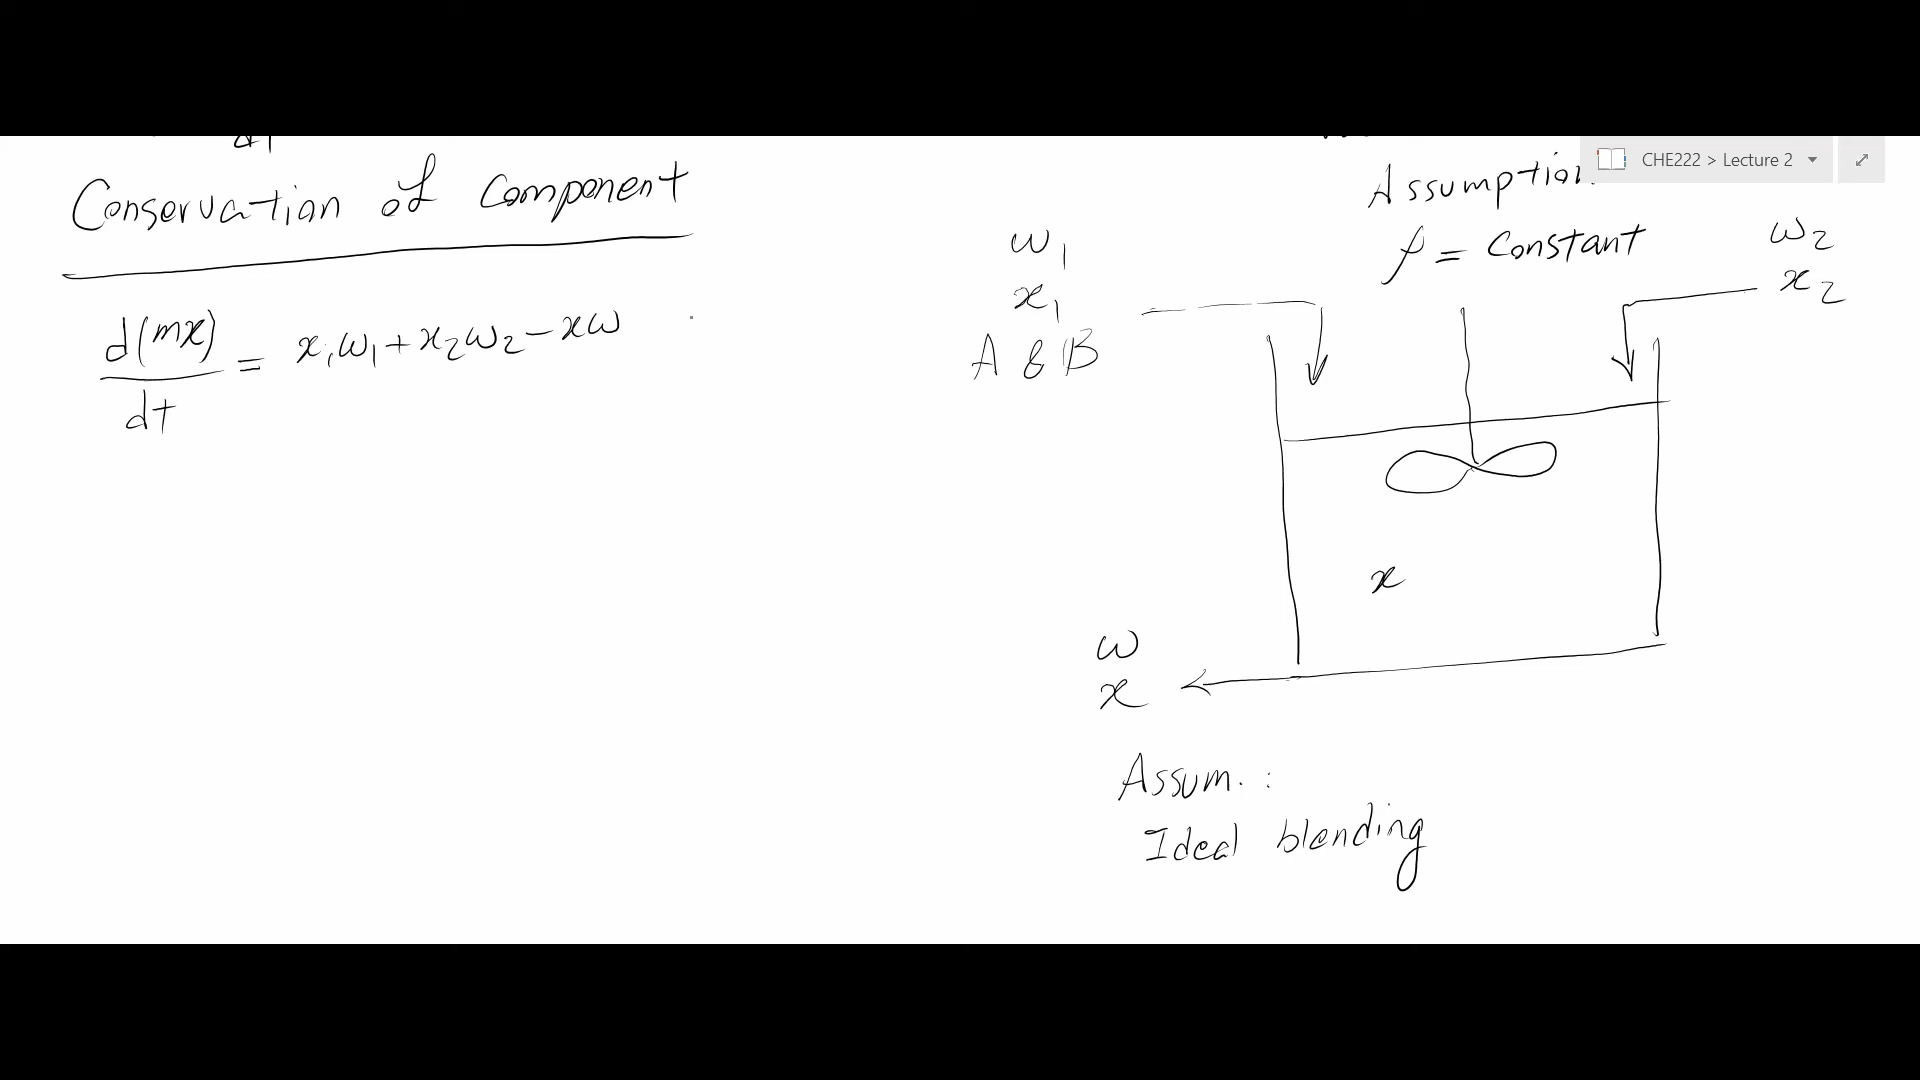 Conservation of Component
d(mx)
dt
= x₁w₁ + x₂w₂ - xw
CHE222 > Lecture 2
Assumption
ρ = Constant
w₁
x₁
A & B
w₂
x₂
x
w
x
Assum. :
Ideal blending